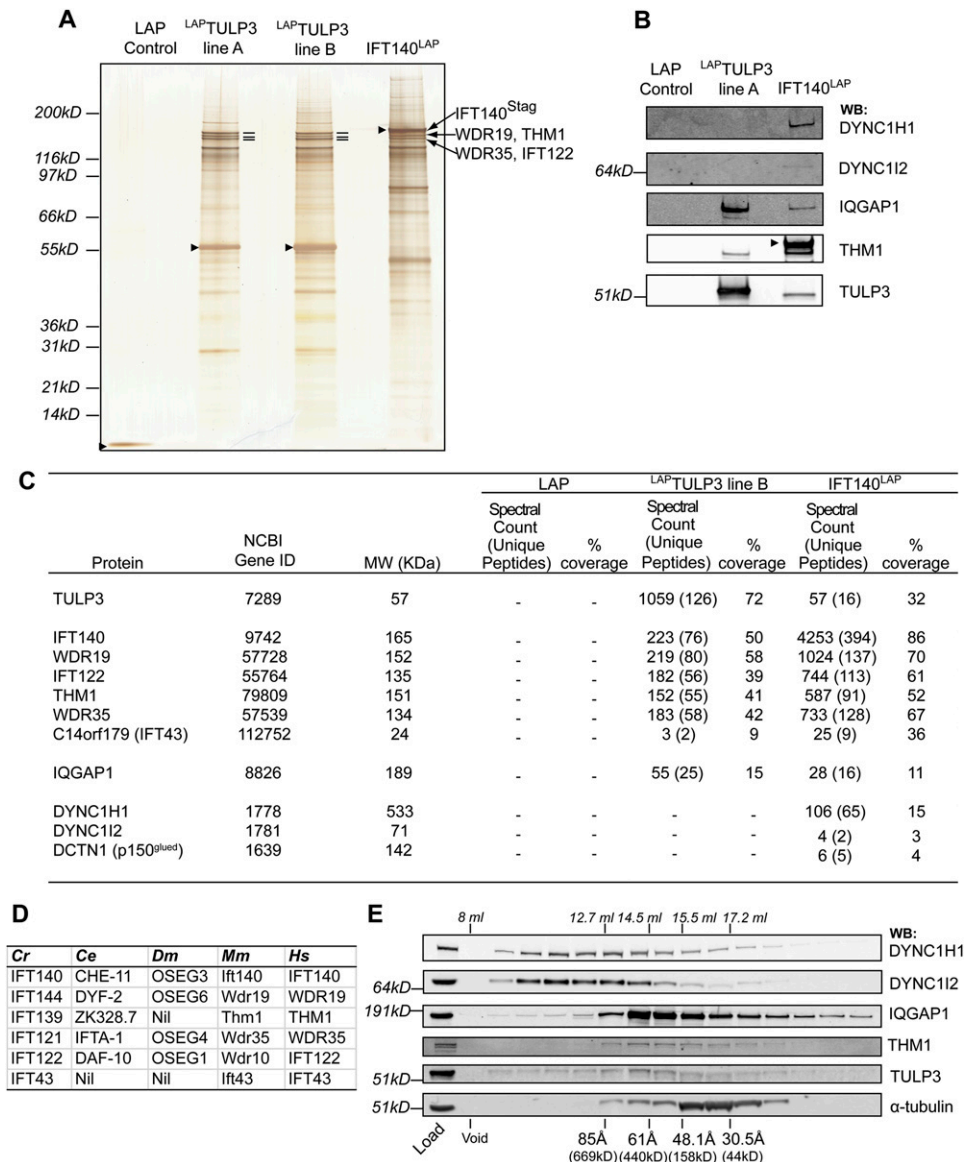 A
LAP Control
LAPTULP3 line A
LAPTULP3 line B
IFT140LAP
200kD
116kD
97kD
66kD
55kD
36kD
31kD
21kD
14kD
IFT140Stag
WDR19, THM1
WDR35, IFT122
B
LAP Control
LAPTULP3 line A
IFT140LAP
WB:
DYNC1H1
64kD
DYNC1I2
IQGAP1
THM1
51kD
TULP3
C
LAP
LAPTULP3 line B
IFT140LAP
Protein
NCBI Gene ID
MW (KDa)
Spectral Count (Unique Peptides)
% coverage
Spectral Count (Unique Peptides)
% coverage
Spectral Count (Unique Peptides)
% coverage
TULP3 7289 57 - - 1059 (126) 72 57 (16) 32
IFT140 9742 165 - - 223 (76) 50 4253 (394) 86
WDR19 57728 152 - - 219 (80) 58 1024 (137) 70
IFT122 55764 135 - - 182 (56) 39 744 (113) 61
THM1 79809 151 - - 152 (55) 41 587 (91) 52
WDR35 57539 134 - - 183 (58) 42 733 (128) 67
C14orf179 (IFT43) 112752 24 - - 3 (2) 9 25 (9) 36
IQGAP1 8826 189 - - 55 (25) 15 28 (16) 11
DYNC1H1 1778 533 - - - - 106 (65) 15
DYNC1I2 1781 71 - - - - 4 (2) 3
DCTN1 (p150glued) 1639 142 - - - - 6 (5) 4
D
Cr Ce Dm Mm Hs
IFT140 CHE-11 OSEG3 Ift140 IFT140
IFT144 DYF-2 OSEG6 Wdr19 WDR19
IFT139 ZK328.7 Nil Thm1 THM1
IFT121 IFTA-1 OSEG4 Wdr35 WDR35
IFT122 DAF-10 OSEG1 Wdr10 IFT122
IFT43 Nil Nil Ift43 IFT43
E
8 ml 12.7 ml 14.5 ml 15.5 ml 17.2 ml
WB:
DYNC1H1
64kD
DYNC1I2
191kD
IQGAP1
THM1
51kD
TULP3
51kD
α-tubulin
Load
Void
85Å 61Å 48.1Å 30.5Å
(669kD) (440kD) (158kD) (44kD)